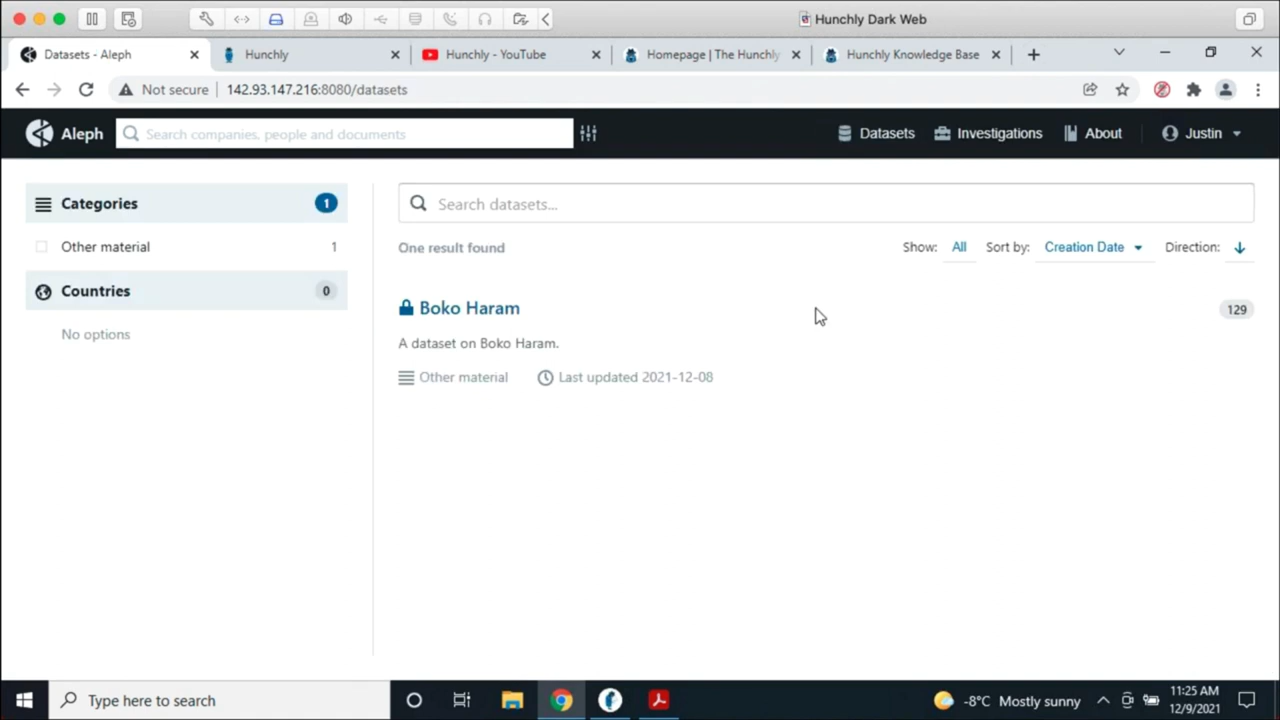 Hunchly Dark Web
Datasets - Aleph
Hunchly
Hunchly - YouTube
Homepage | The Hunchly
Hunchly Knowledge Base
Not secure
142.93.147.216:8080/datasets
Aleph
Search companies, people and documents
Datasets
Investigations
About
Justin
Categories
1
Other material
1
Countries
0
No options
Search datasets...
One result found
Show: All Sort by: Creation Date Direction:
Boko Haram
129
A dataset on Boko Haram.
Other material
Last updated 2021-12-08
Type here to search
-8°C Mostly sunny
11:25 AM
12/9/2021